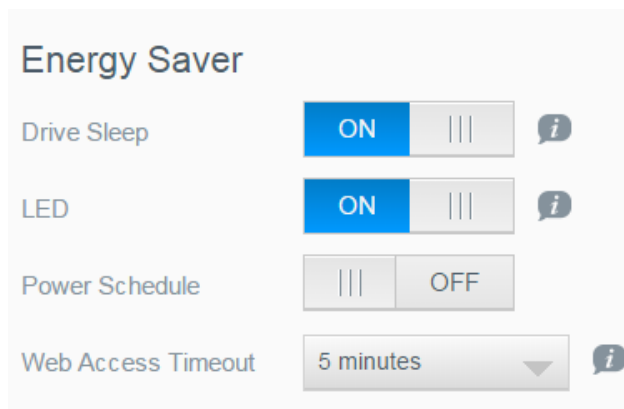 Energy Saver
Drive Sleep ON
LED ON
Power Schedule OFF
Web Access Timeout 5 minutes